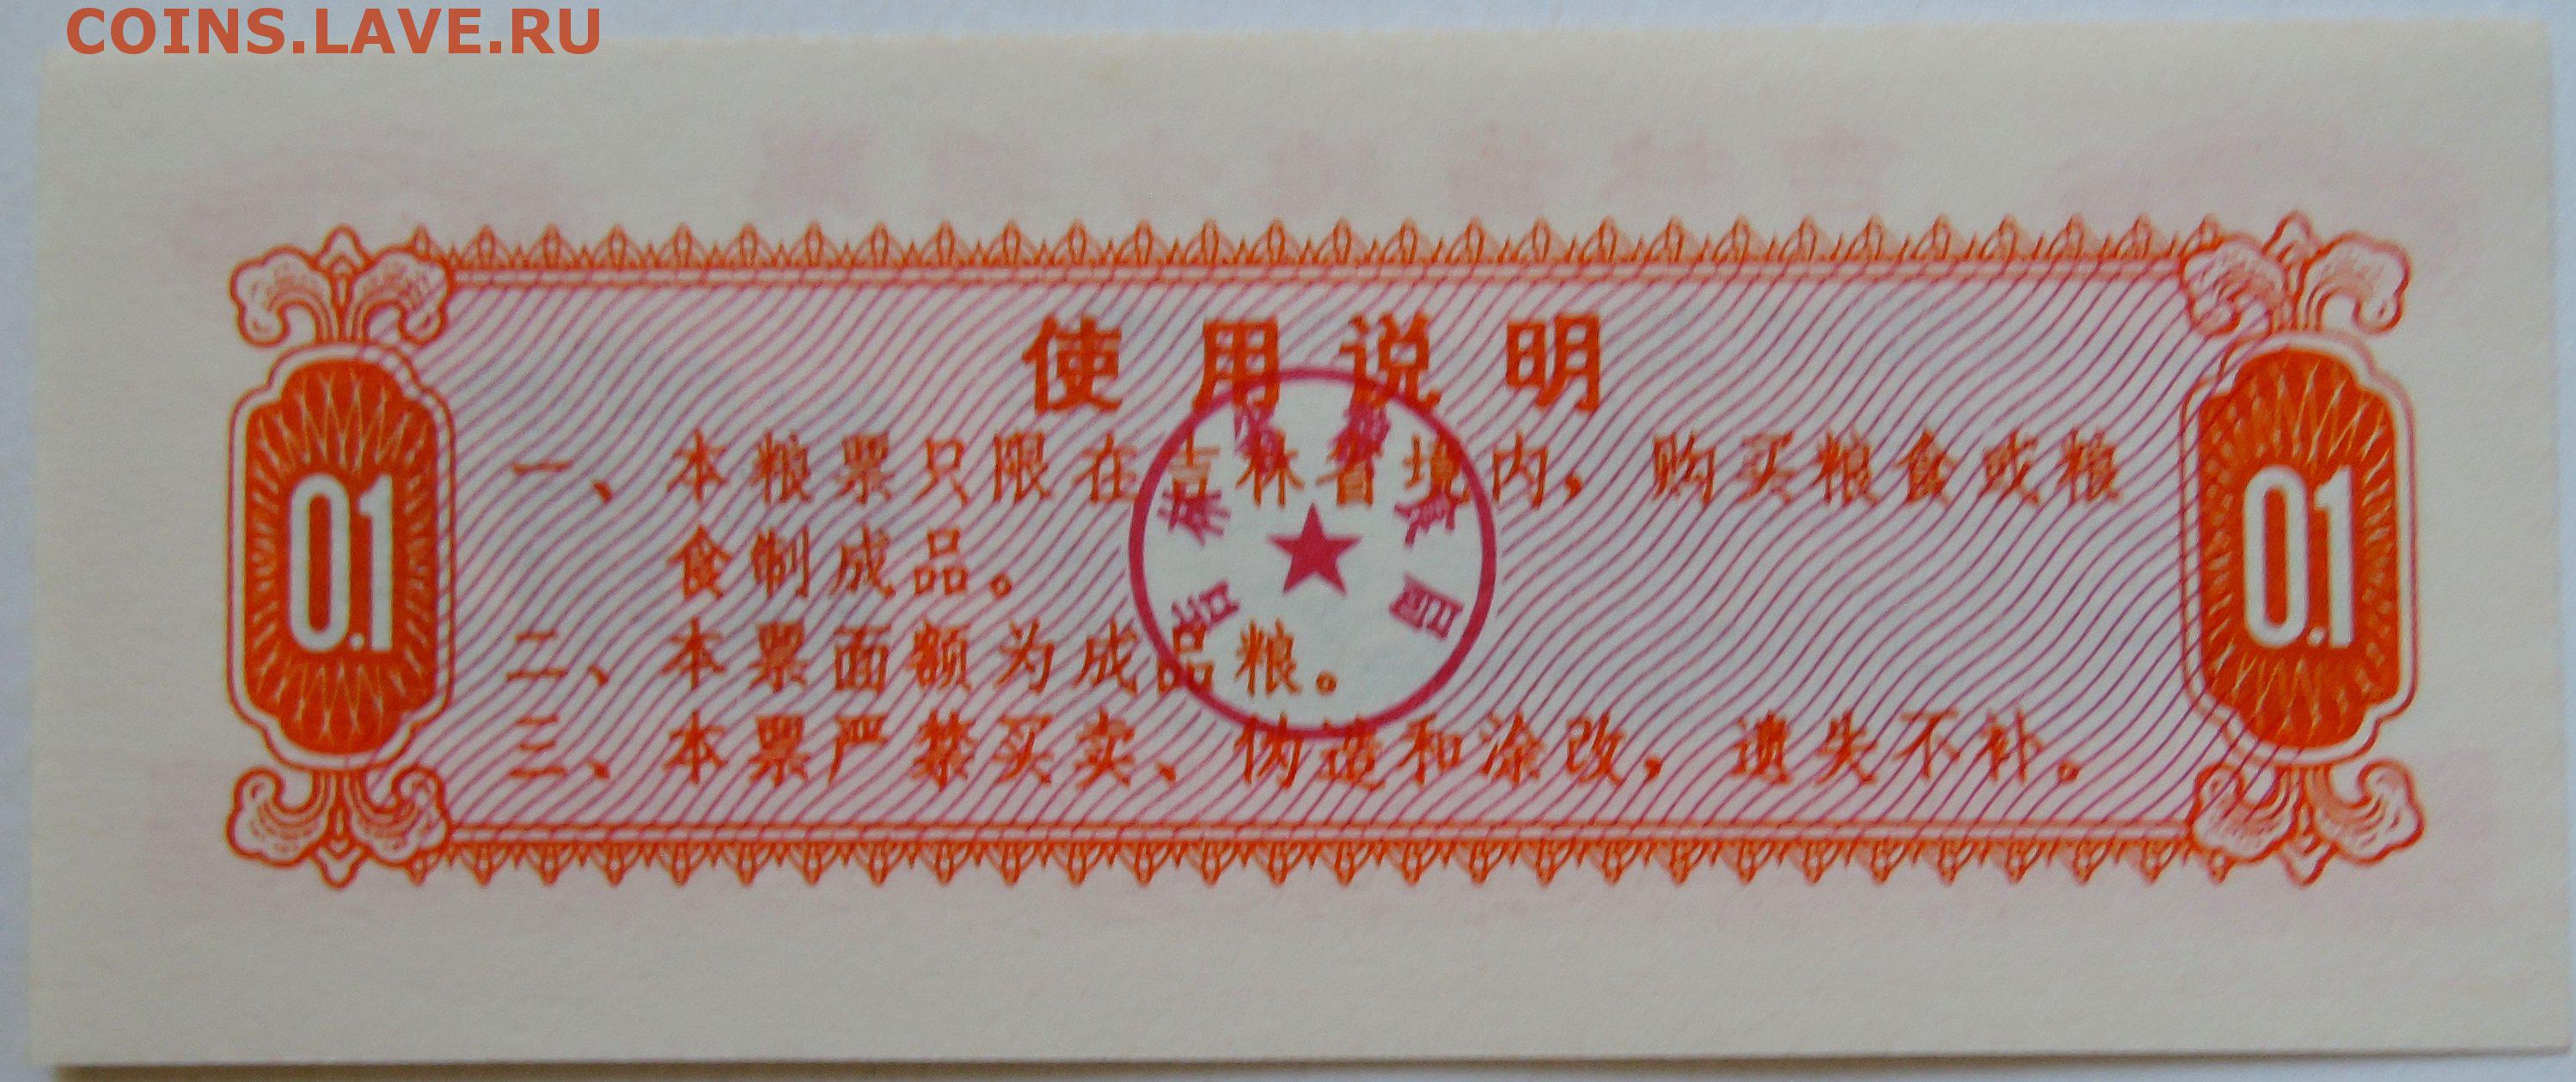 COINS.LAVE.RU
使用说明
一、本粮票只限在吉林省境内，购买粮食或粮
食制成品。
二、本票面额为成品粮。
三、本票严禁买卖、伪造和涂改，遗失不补。
0.1
0.1
吉林